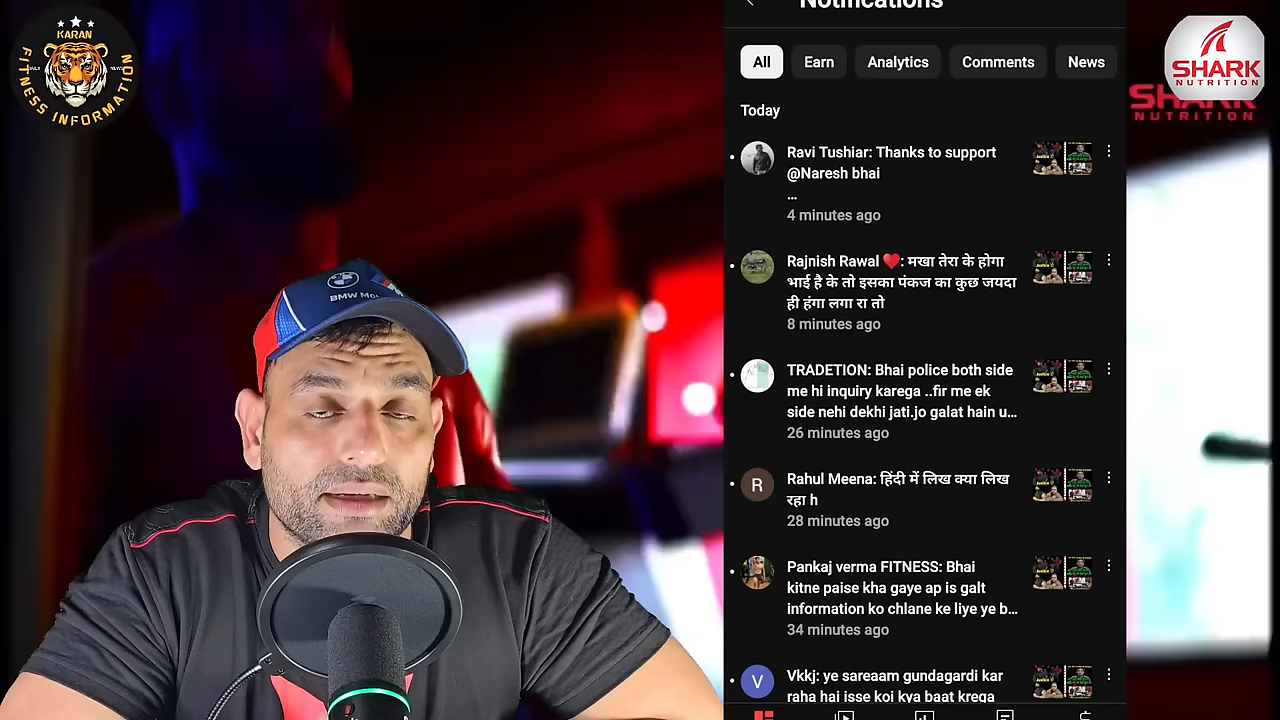 KARAN
FITNESS INFORMATION
BMW Mo
Notifications
All
Earn
Analytics
Comments
News
Today
Ravi Tushiar: Thanks to support
@Naresh bhai
...
4 minutes ago
Rajnish Rawal ♥️: मखा तेरा के होगा
भाई है के तो इसका पंकज का कुछ जयदा
ही हंगा लगा रा तो
8 minutes ago
TRADETION: Bhai police both side
me hi inquiry karega ..fir me ek
side nehi dekhi jati.jo galat hain u...
26 minutes ago
R
Rahul Meena: हिंदी में लिख क्या लिख
रहा h
28 minutes ago
Pankaj verma FITNESS: Bhai
kitne paise kha gaye ap is galt
information ko chlane ke liye ye b...
34 minutes ago
V
Vkkj: ye sareaam gundagardi kar
raha hai isse koi kya baat krega
SHARK
NUTRITION
SHARK
NUTRITION